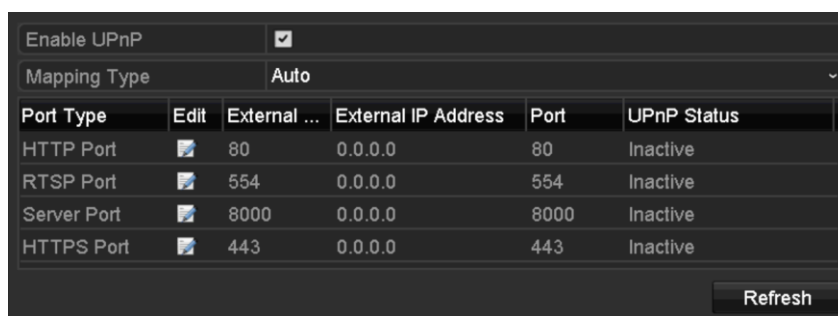 Enable UPnP
Mapping Type Auto
Port Type Edit External ... External IP Address Port UPnP Status
HTTP Port 80 0.0.0.0 80 Inactive
RTSP Port 554 0.0.0.0 554 Inactive
Server Port 8000 0.0.0.0 8000 Inactive
HTTPS Port 443 0.0.0.0 443 Inactive
Refresh